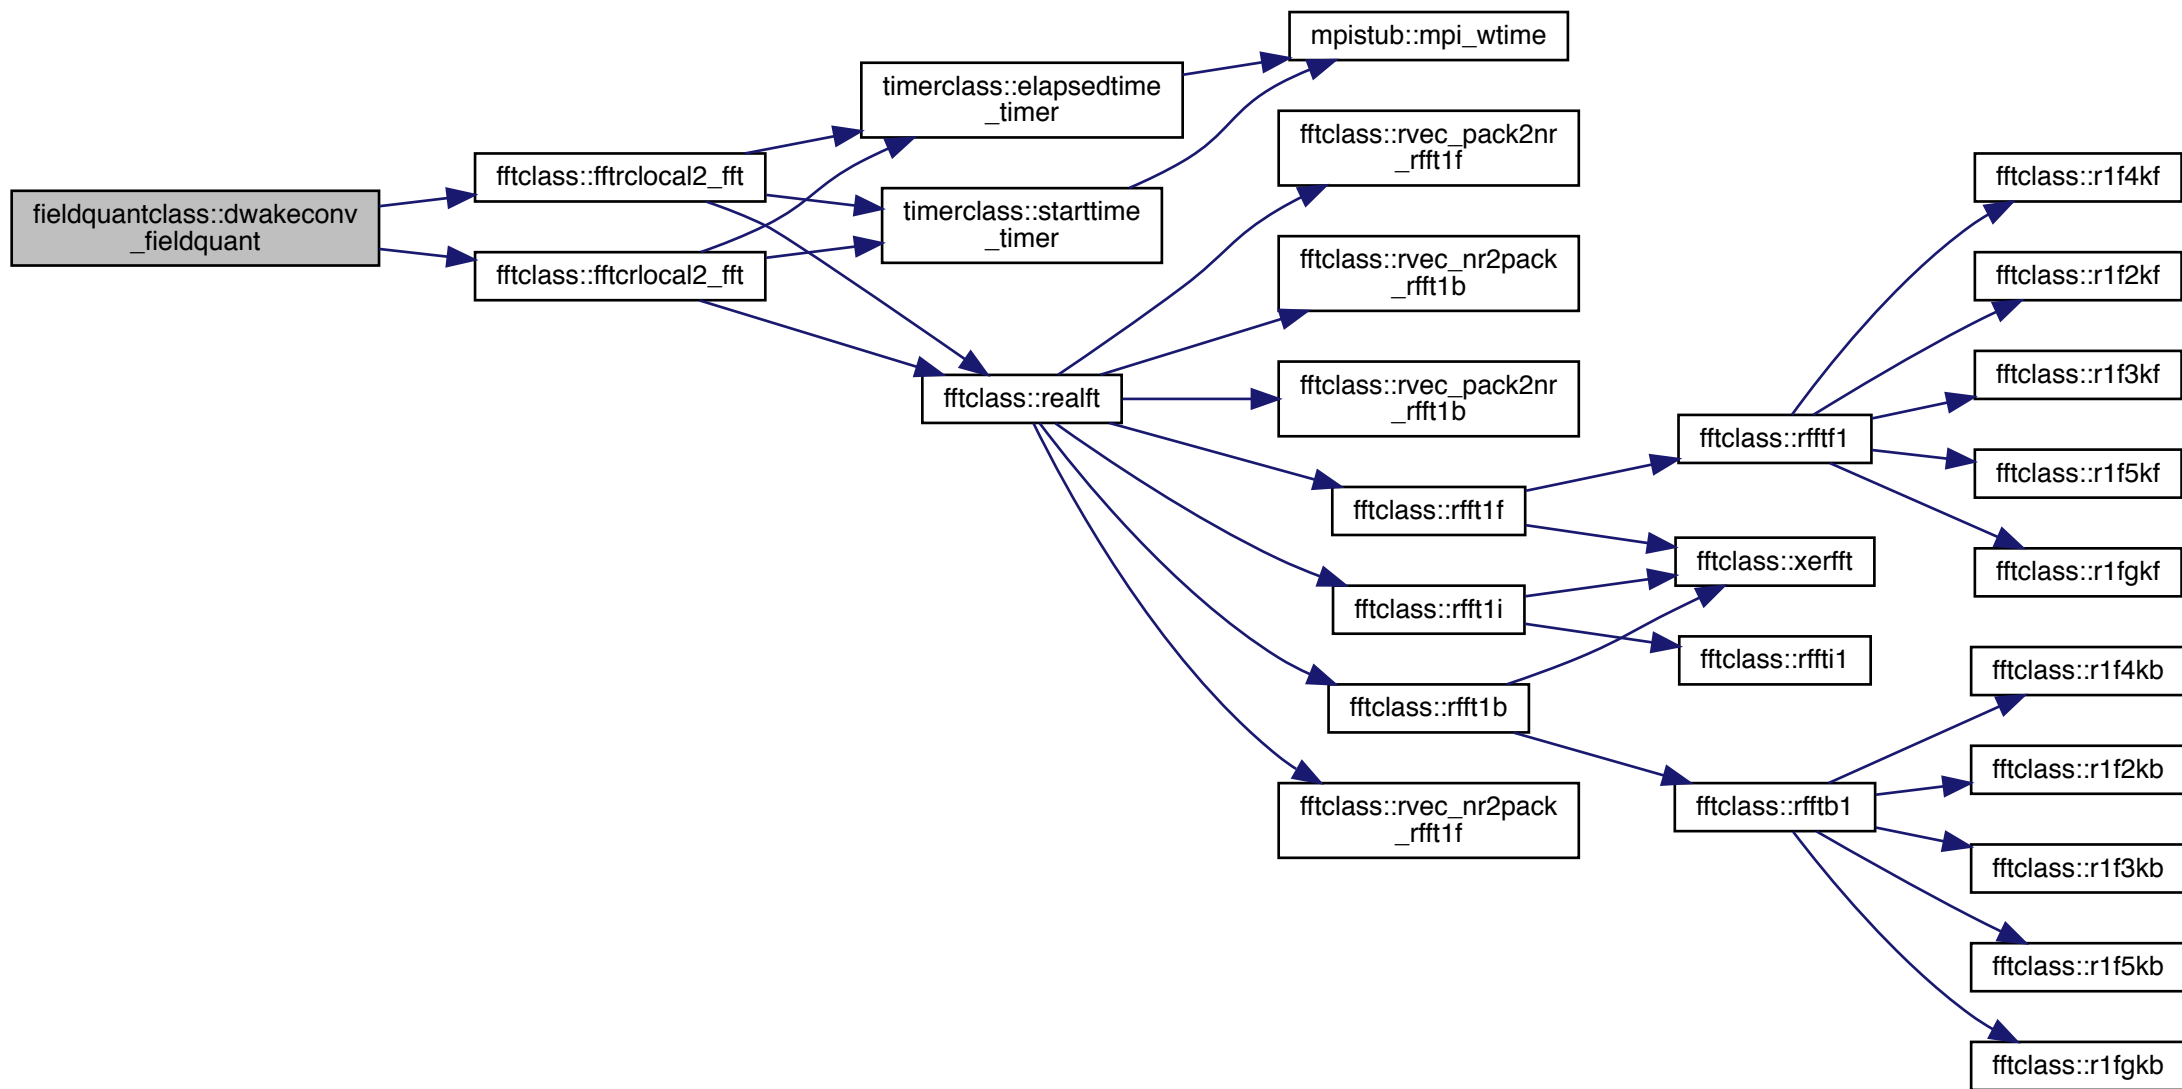 fieldquantclass::dwakeconv
_fieldquant
fftclass::fftrclocal2_fft
fftclass::fftcrlocal2_fft
timerclass::elapsedtime
_timer
timerclass::starttime
_timer
fftclass::realft
mpistub::mpi_wtime
fftclass::rvec_pack2nr
_rfft1f
fftclass::rvec_nr2pack
_rfft1b
fftclass::rvec_pack2nr
_rfft1b
fftclass::rfft1f
fftclass::rfft1i
fftclass::rfft1b
fftclass::rvec_nr2pack
_rfft1f
fftclass::rfftf1
fftclass::xerfft
fftclass::rffti1
fftclass::rfftb1
fftclass::r1f4kf
fftclass::r1f2kf
fftclass::r1f3kf
fftclass::r1f5kf
fftclass::r1fgkf
fftclass::r1f4kb
fftclass::r1f2kb
fftclass::r1f3kb
fftclass::r1f5kb
fftclass::r1fgkb